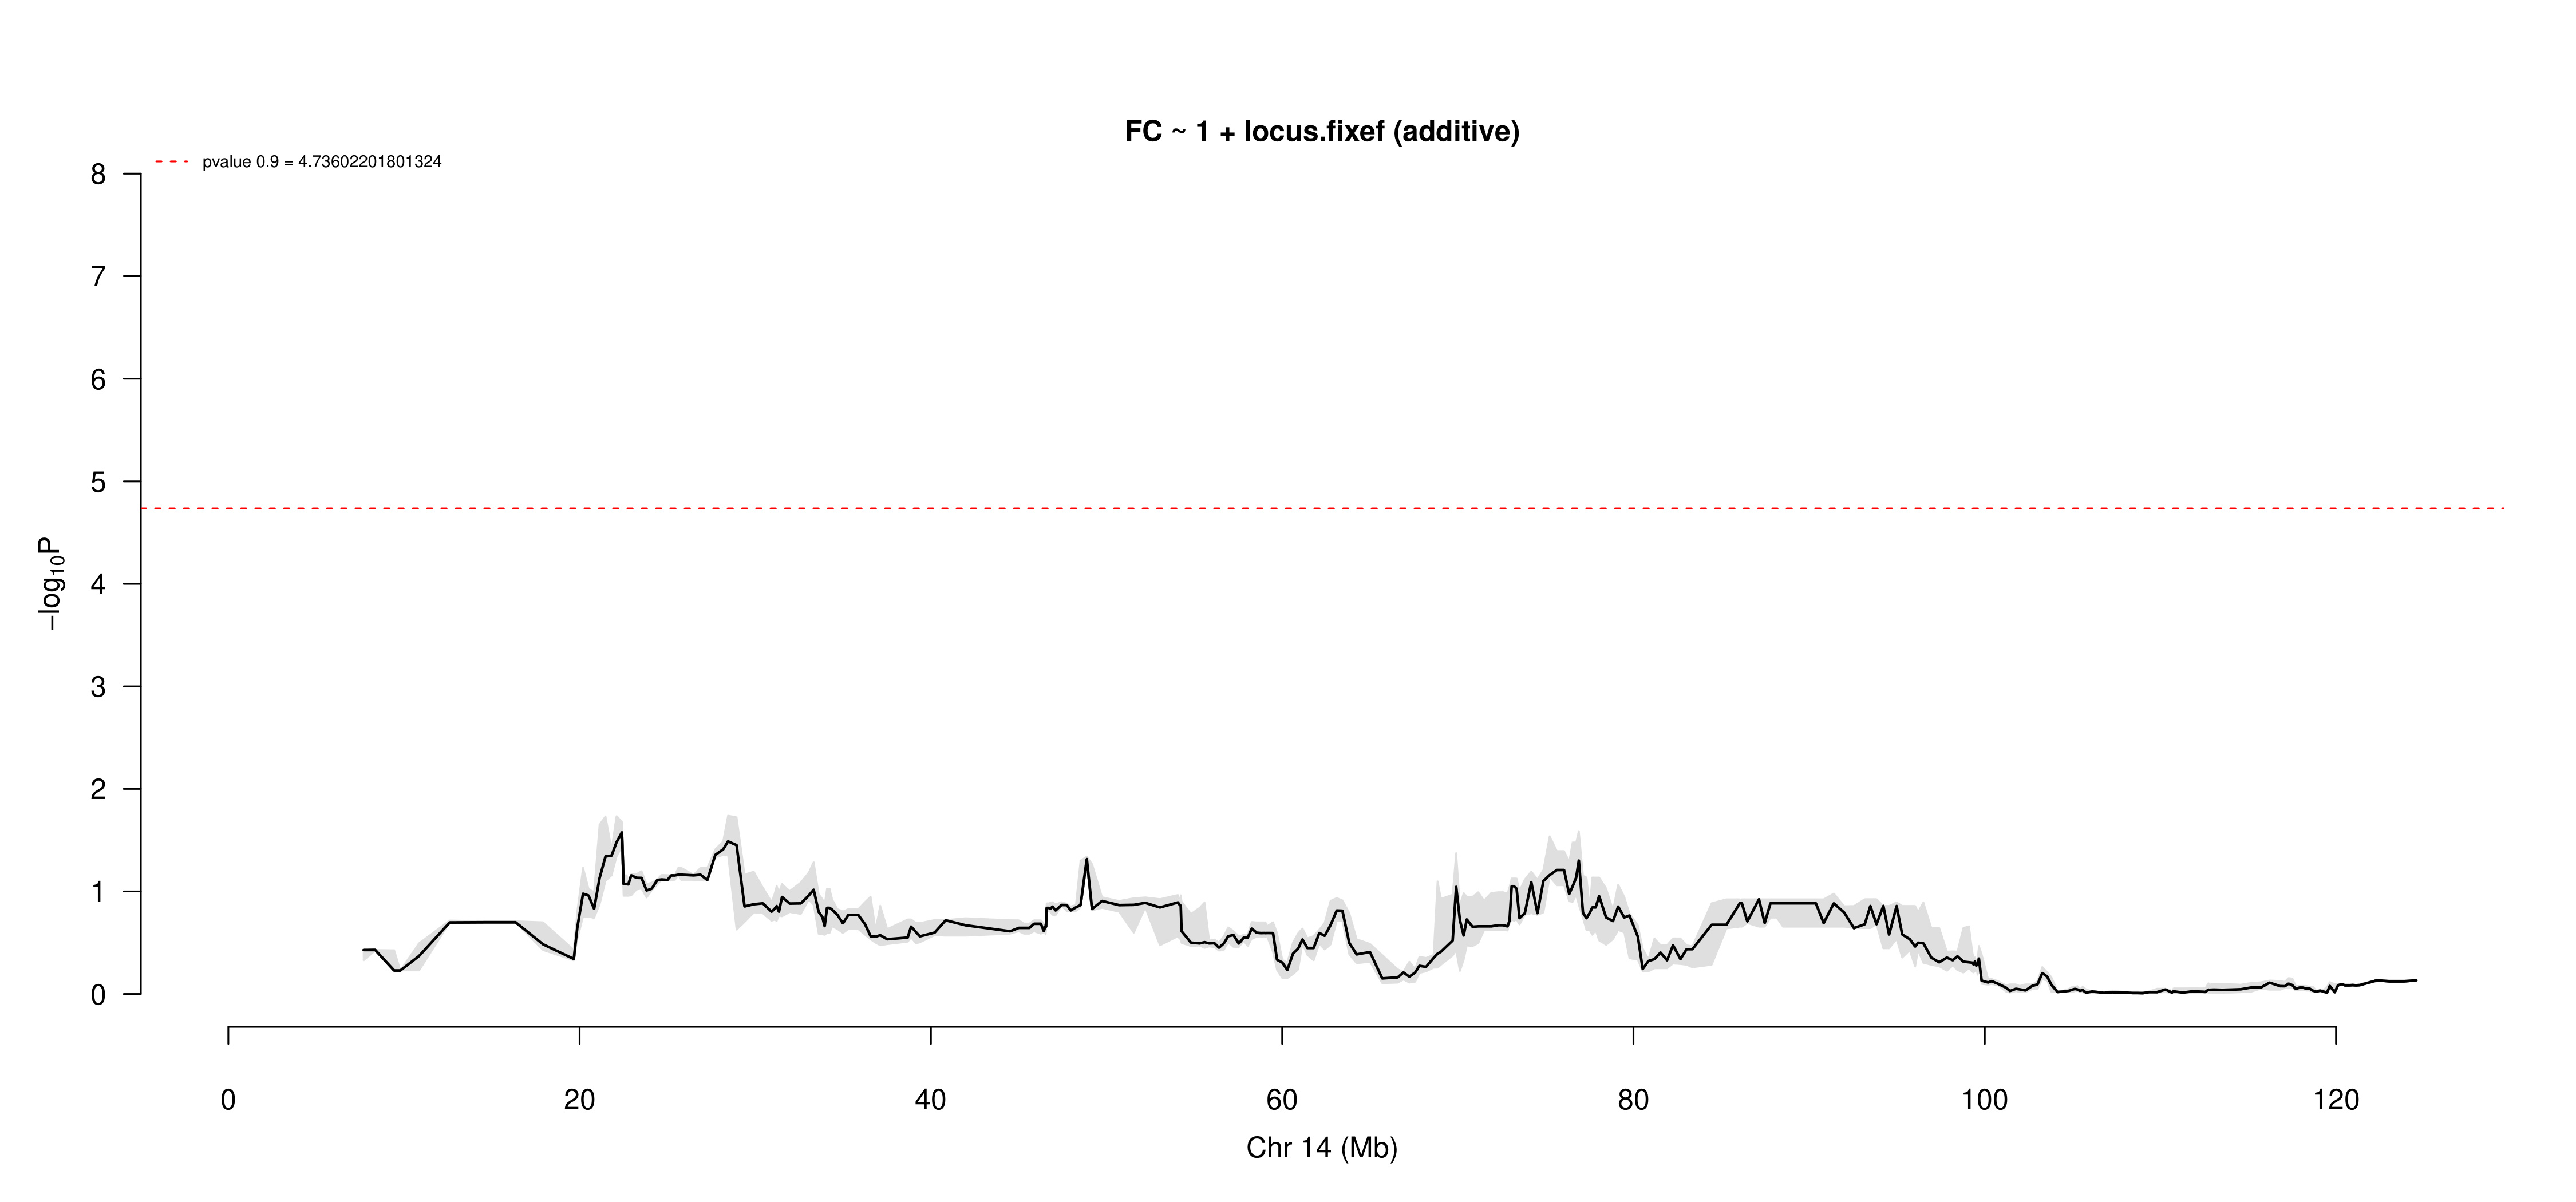 FC ~ 1 + locus.fixef (additive)
pvalue 0.9 = 4.73602201801324
8
7
6
5
4
3
2
1
0
−log10P
0 20 40 60 80 100 120
Chr 14 (Mb)